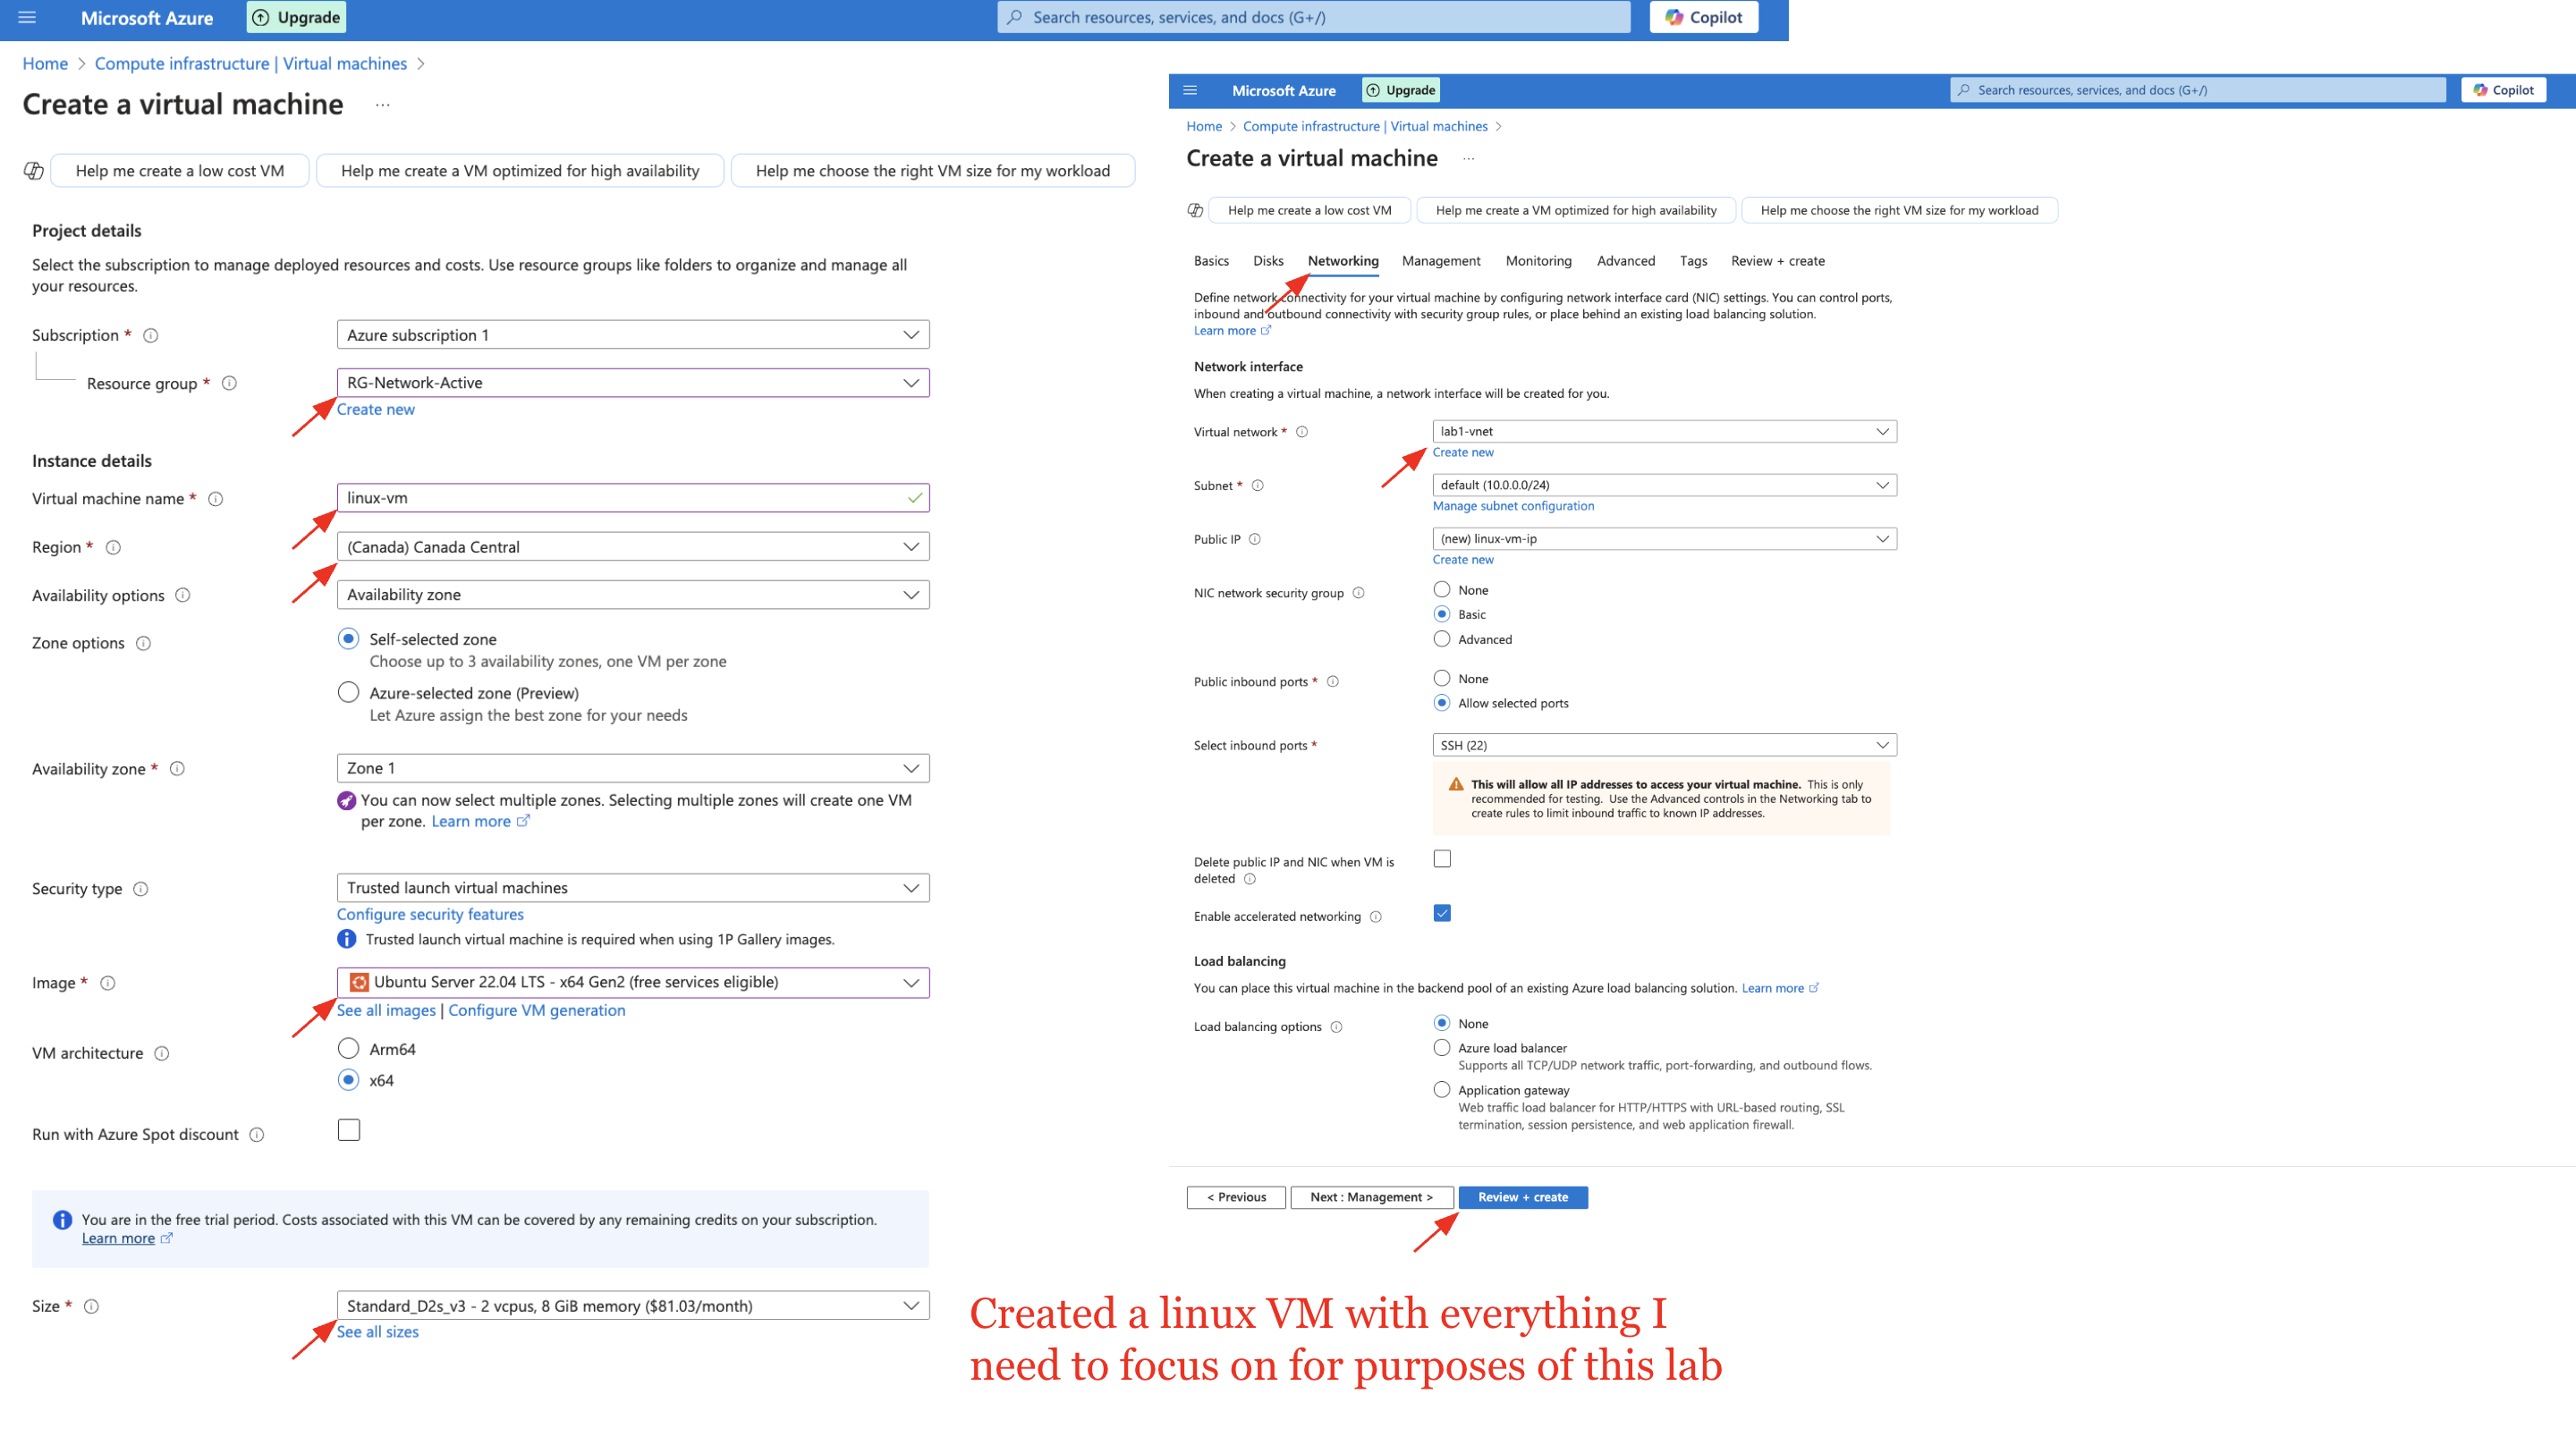 Microsoft Azure
Upgrade
Search resources, services, and docs (G+/)
Copilot
Home > Compute infrastructure | Virtual machines >
Create a virtual machine ...
Help me create a low cost VM
Help me create a VM optimized for high availability
Help me choose the right VM size for my workload
Project details
Select the subscription to manage deployed resources and costs. Use resource groups like folders to organize and manage all
your resources.
Subscription *
Azure subscription 1
Resource group *
RG-Network-Active
Create new
Instance details
Virtual machine name *
linux-vm
Region *
(Canada) Canada Central
Availability options
Availability zone
Zone options
Self-selected zone
Choose up to 3 availability zones, one VM per zone
Azure-selected zone (Preview)
Let Azure assign the best zone for your needs
Availability zone *
Zone 1
You can now select multiple zones. Selecting multiple zones will create one VM
per zone. Learn more
Security type
Trusted launch virtual machines
Configure security features
Trusted launch virtual machine is required when using 1P Gallery images.
Image *
Ubuntu Server 22.04 LTS - x64 Gen2 (free services eligible)
See all images | Configure VM generation
VM architecture
Arm64
x64
Run with Azure Spot discount
You are in the free trial period. Costs associated with this VM can be covered by any remaining credits on your subscription.
Learn more
Size *
Standard_D2s_v3 - 2 vcpus, 8 GiB memory ($81.03/month)
See all sizes
Microsoft Azure
Upgrade
Search resources, services, and docs (G+/)
Copilot
Home > Compute infrastructure | Virtual machines >
Create a virtual machine ...
Help me create a low cost VM
Help me create a VM optimized for high availability
Help me choose the right VM size for my workload
Basics Disks Networking Management Monitoring Advanced Tags Review + create
Define network connectivity for your virtual machine by configuring network interface card (NIC) settings. You can control ports,
inbound and outbound connectivity with security group rules, or place behind an existing load balancing solution.
Learn more
Network interface
When creating a virtual machine, a network interface will be created for you.
Virtual network *
lab1-vnet
Create new
Subnet *
default (10.0.0.0/24)
Manage subnet configuration
Public IP
(new) linux-vm-ip
Create new
NIC network security group
None
Basic
Advanced
Public inbound ports *
None
Allow selected ports
Select inbound ports *
SSH (22)
This will allow all IP addresses to access your virtual machine. This is only
recommended for testing. Use the Advanced controls in the Networking tab to
create rules to limit inbound traffic to known IP addresses.
Delete public IP and NIC when VM is
deleted
Enable accelerated networking
Load balancing
You can place this virtual machine in the backend pool of an existing Azure load balancing solution. Learn more
Load balancing options
None
Azure load balancer
Supports all TCP/UDP network traffic, port-forwarding, and outbound flows.
Application gateway
Web traffic load balancer for HTTP/HTTPS with URL-based routing, SSL
termination, session persistence, and web application firewall.
< Previous
Next : Management >
Review + create
Created a linux VM with everything I
need to focus on for purposes of this lab